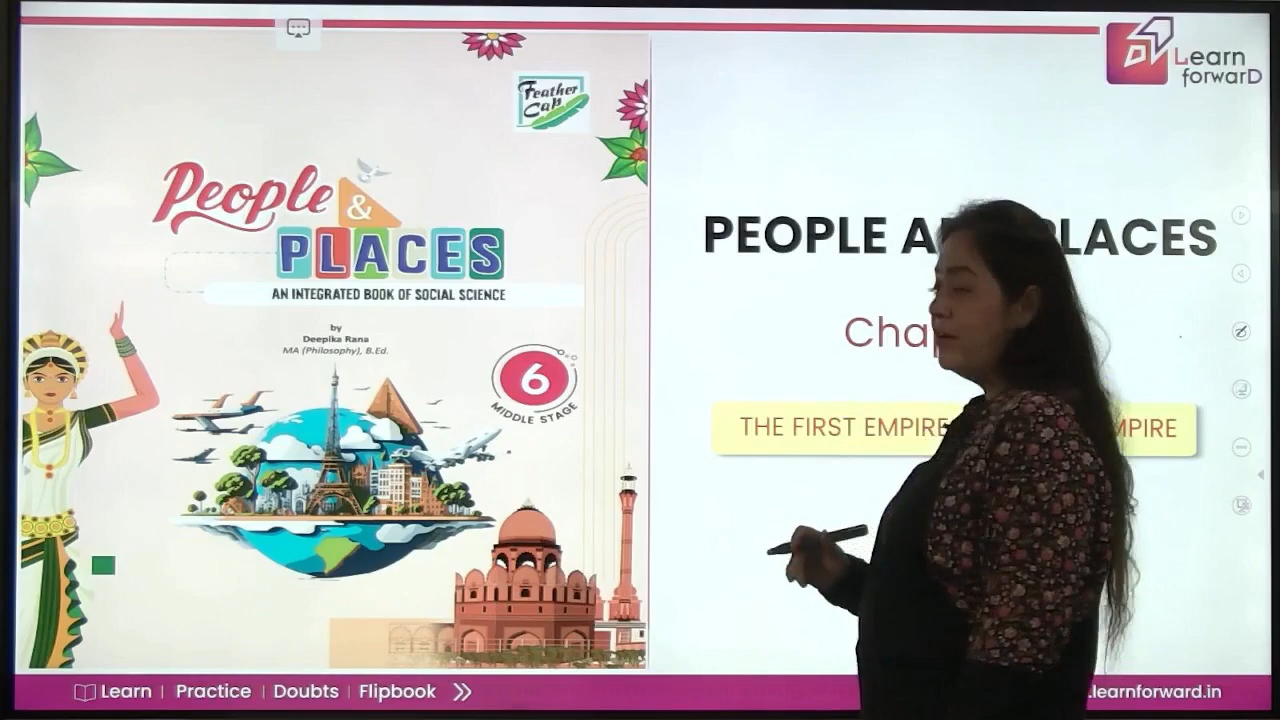 Feather
Cap
People
&
PLACES
AN INTEGRATED BOOK OF SOCIAL SCIENCE
by
Deepika Rana
MA (Philosophy), B.Ed.
6
MIDDLE STAGE
Learn
forwarD
PEOPLE A LACES
Chap
THE FIRST EMPIRE MPIRE
Learn | Practice | Doubts | Flipbook
.learnforward.in